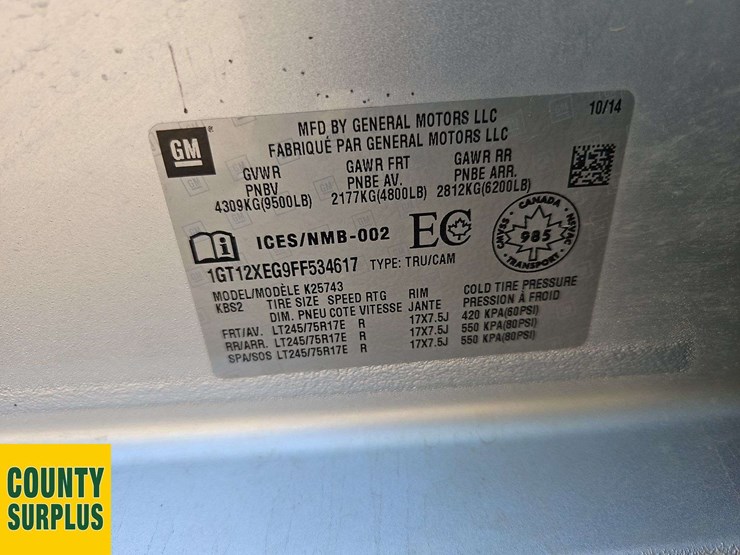 GM
10/14
MFD BY GENERAL MOTORS LLC
FABRIQUÉ PAR GENERAL MOTORS LLC
GVWR GAWR FRT GAWR RR
PNBV PNBE AV. PNBE ARR.
4309KG(9500LB) 2177KG(4800LB) 2812KG(6200LB)
i ICES/NMB-002 EC
CANADA
985
TRANSPORT
1GT12XEG9FF534617 TYPE: TRU/CAM
MODEL/MODÈLE K25743
KBS2 TIRE SIZE SPEED RTG RIM COLD TIRE PRESSURE
DIM. PNEU COTE VITESSE JANTE PRESSION À FROID
FRT/AV. LT245/75R17E R 17X7.5J 420 KPA(60PSI)
RR/ARR. LT245/75R17E R 17X7.5J 550 KPA(80PSI)
SPA/SOS LT245/75R17E R 17X7.5J 550 KPA(80PSI)
COUNTY
SURPLUS